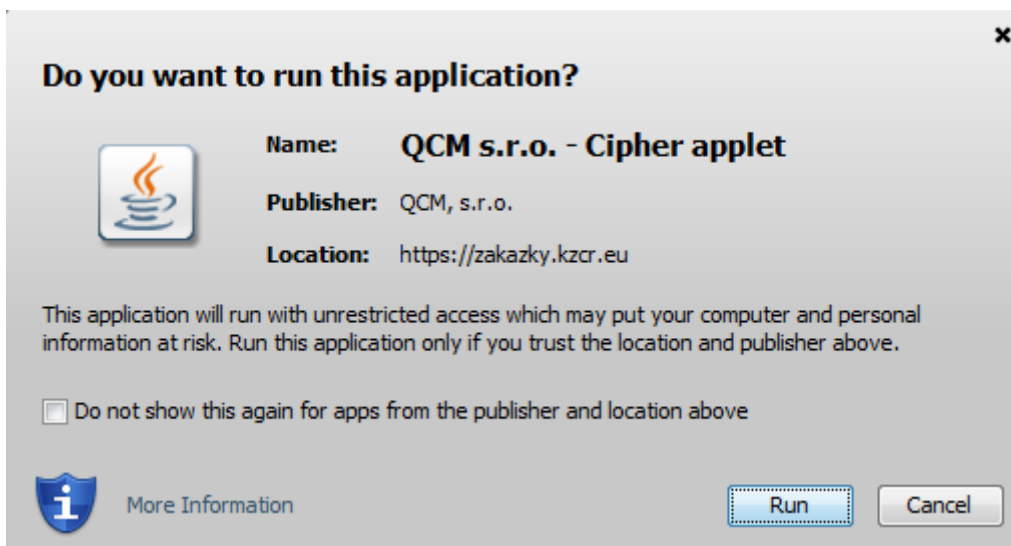 Do you want to run this application?
Name: QCM s.r.o. - Cipher applet
Publisher: QCM, s.r.o.
Location: https://zakazky.kzcr.eu
This application will run with unrestricted access which may put your computer and personal
information at risk. Run this application only if you trust the location and publisher above.
Do not show this again for apps from the publisher and location above
More Information
Run
Cancel